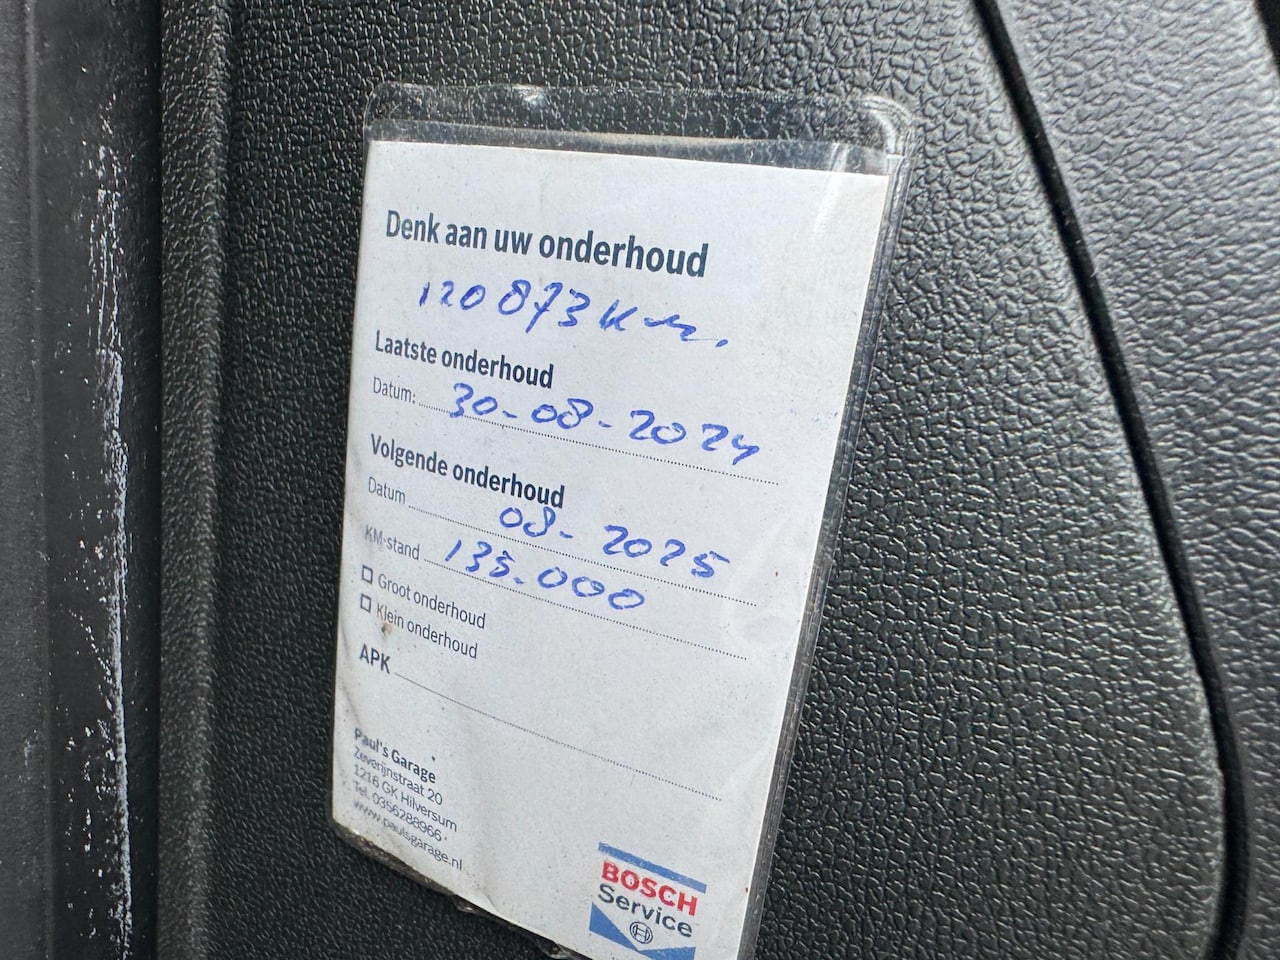 Denk aan uw onderhoud
120 873 Km.
Laatste onderhoud
Datum: 30-08-2024
Volgende onderhoud
Datum 08-2025
KM-stand 135.000
☐ Groot onderhoud
☐ Klein onderhoud
APK
Paul's Garage
Zeverijnstraat 20
1216 GK Hilversum
Tel. 0356288966
www.paulsgarage.nl
BOSCH
Service